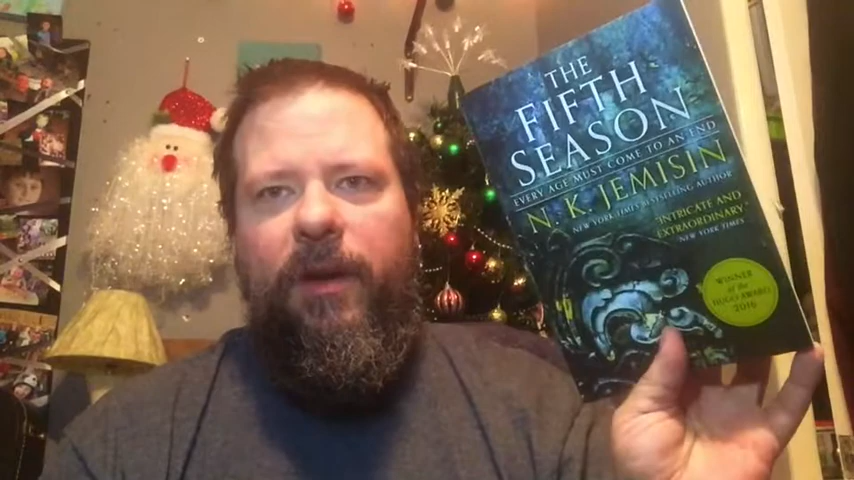 THE
FIFTH
SEASON
EVERY AGE MUST COME TO AN END
N. K. JEMISIN
NEW YORK TIMES BESTSELLING AUTHOR
"INTRICATE AND
EXTRAORDINARY"
NEW YORK TIMES
WINNER
of the
HUGO AWARD
2016